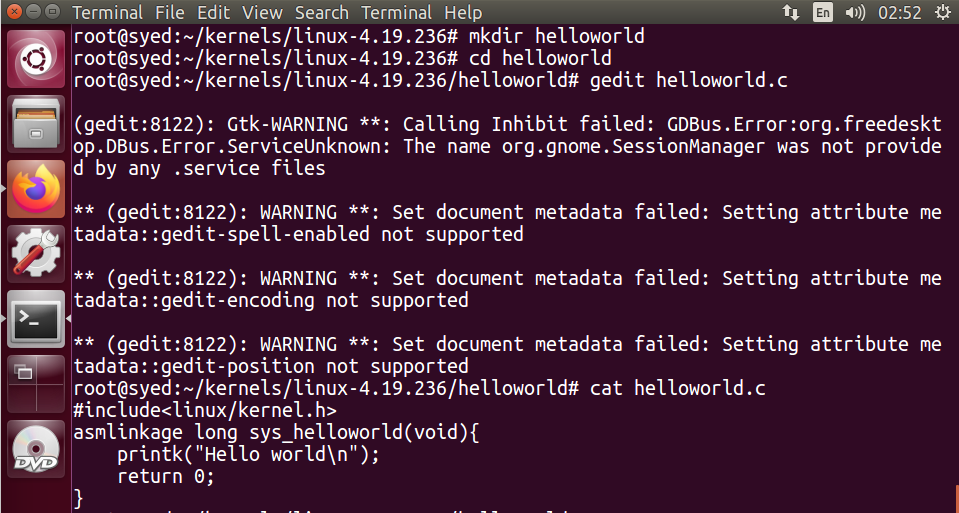 Terminal File Edit View Search Terminal Help En 02:52
root@syed:~/kernels/linux-4.19.236# mkdir helloworld
root@syed:~/kernels/linux-4.19.236# cd helloworld
root@syed:~/kernels/linux-4.19.236/helloworld# gedit helloworld.c
(gedit:8122): Gtk-WARNING **: Calling Inhibit failed: GDBus.Error:org.freedeskt
op.DBus.Error.ServiceUnknown: The name org.gnome.SessionManager was not provide
d by any .service files
** (gedit:8122): WARNING **: Set document metadata failed: Setting attribute me
tadata::gedit-spell-enabled not supported
** (gedit:8122): WARNING **: Set document metadata failed: Setting attribute me
tadata::gedit-encoding not supported
** (gedit:8122): WARNING **: Set document metadata failed: Setting attribute me
tadata::gedit-position not supported
root@syed:~/kernels/linux-4.19.236/helloworld# cat helloworld.c
#include<linux/kernel.h>
asmlinkage long sys_helloworld(void){
    printk("Hello world\n");
    return 0;
}
DVD